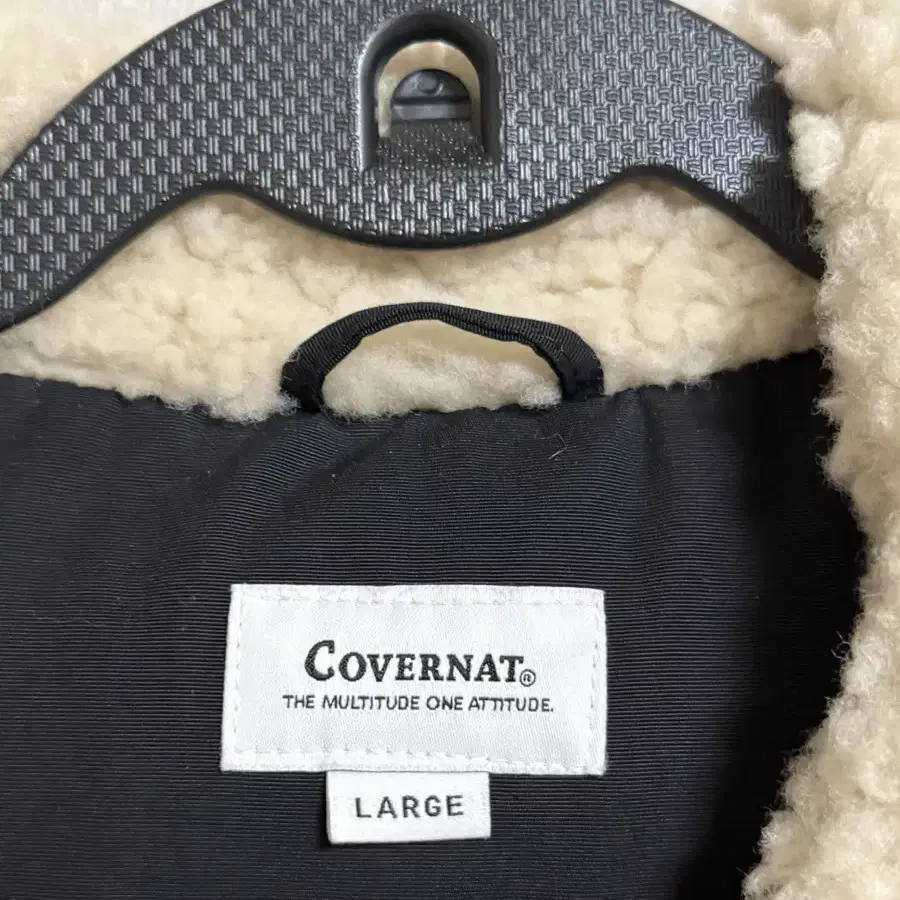 COVERNAT®
THE MULTITUDE ONE ATTITUDE.
LARGE